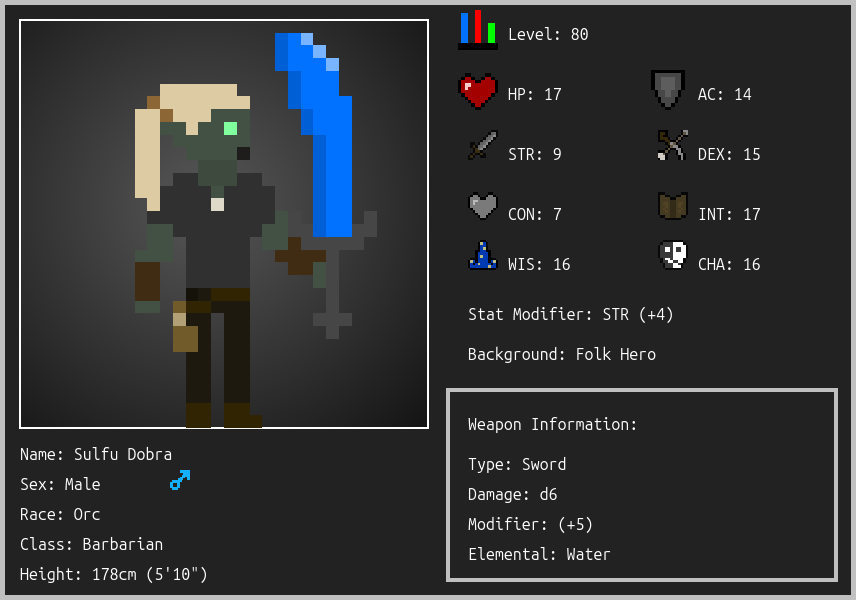 Level: 80
HP: 17
AC: 14
STR: 9
DEX: 15
CON: 7
INT: 17
WIS: 16
CHA: 16
Stat Modifier: STR (+4)
Background: Folk Hero
Weapon Information:
Type: Sword
Damage: d6
Modifier: (+5)
Elemental: Water
Name: Sulfu Dobra
Sex: Male
Race: Orc
Class: Barbarian
Height: 178cm (5'10")